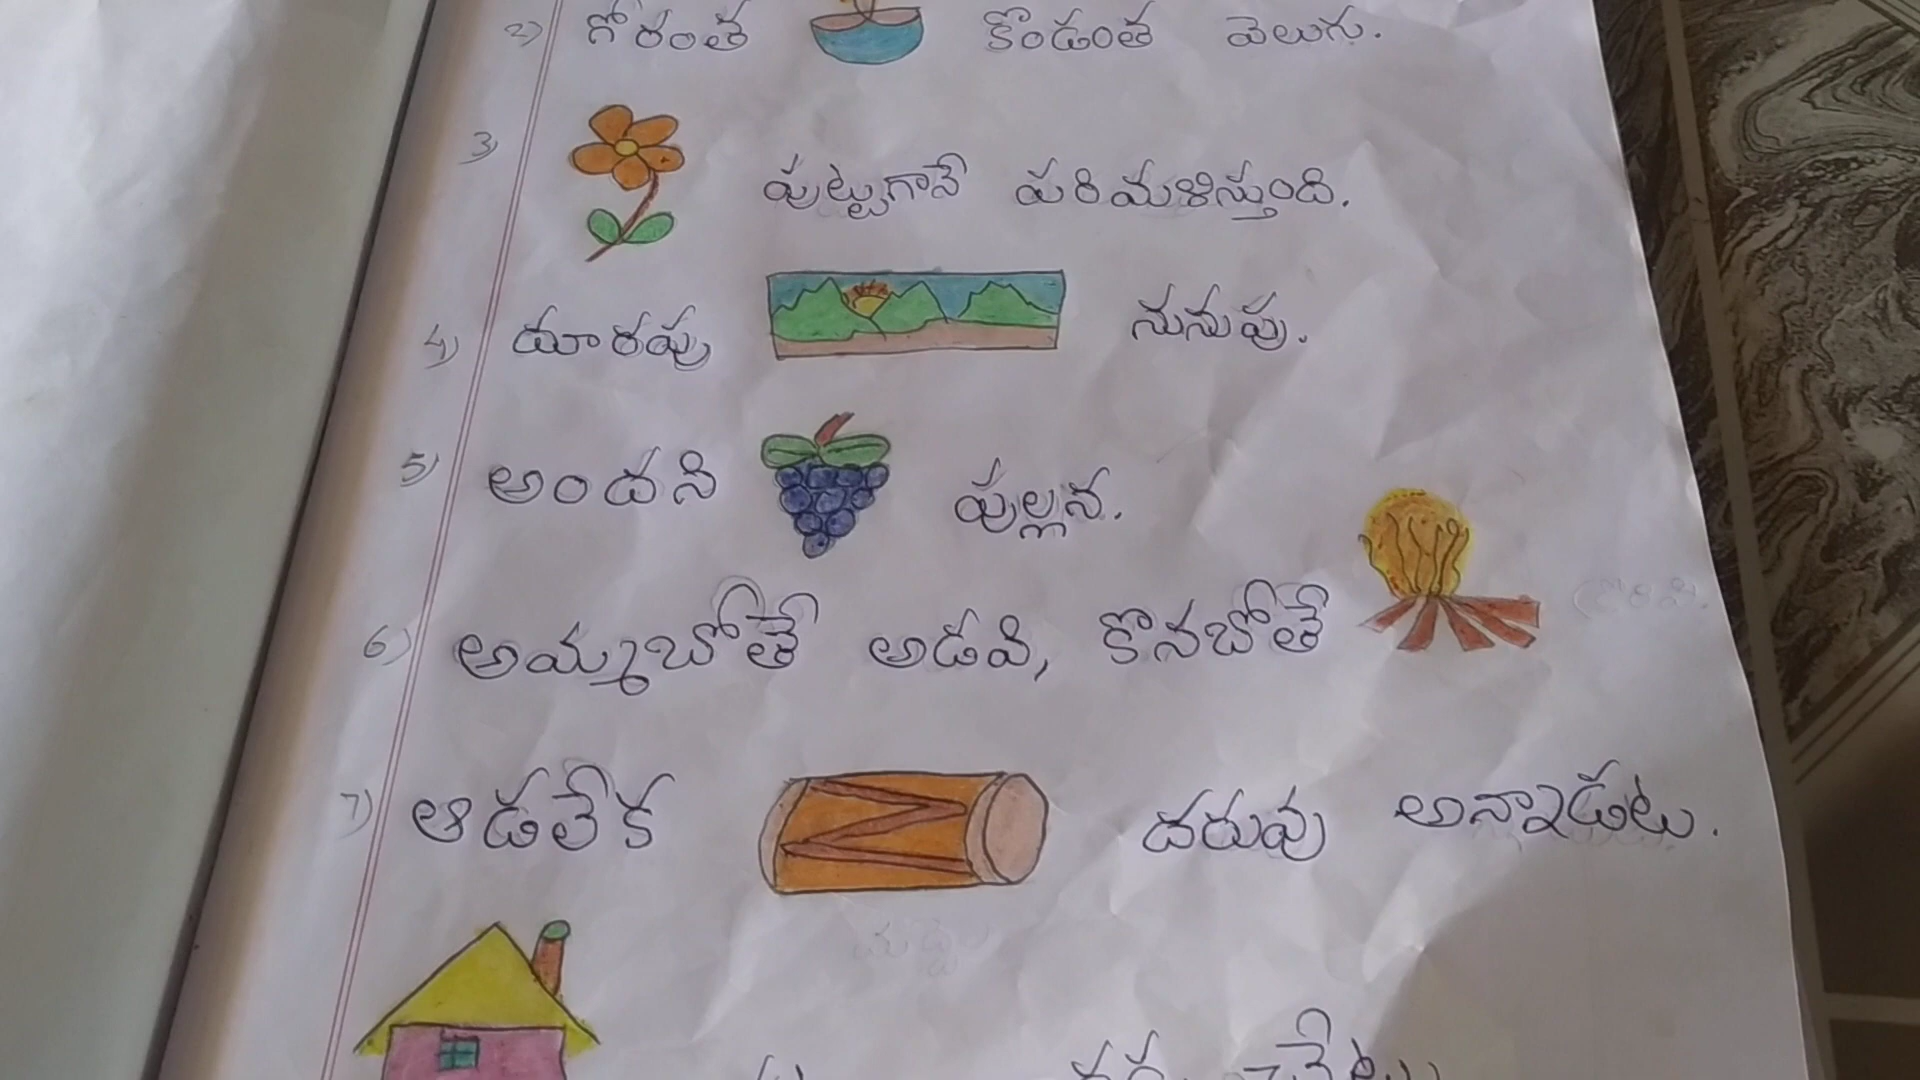 2) గోరంత కొండంత వెలుగు.
3) పుట్టుగానే పరిమళిస్తుంది.
4) దూరపు నునుపు.
5) అందని పుల్లన.
6) అమ్మబోతే అడవి, కొనబోతే
7) ఆడలేక దరువు అన్నాడట.